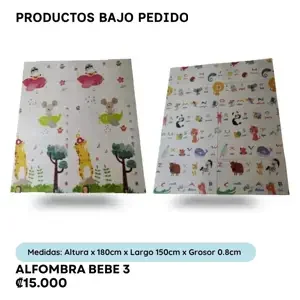 PRODUCTOS BAJO PEDIDO
Medidas: Altura x 180cm x Largo 150cm x Grosor 0.8cm
ALFOMBRA BEBE 3
₡15.000